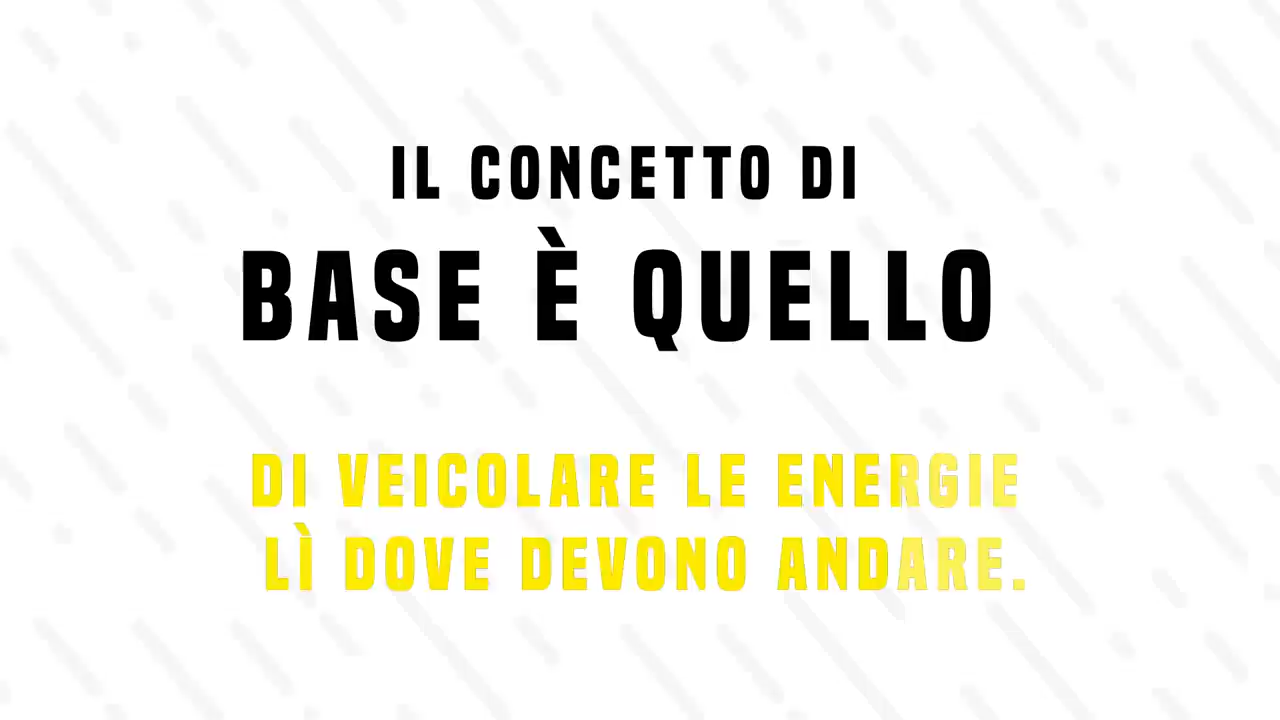 IL CONCETTO DI
BASE È QUELLO
DI VEICOLARE LE ENERGIE
LÌ DOVE DEVONO ANDARE.